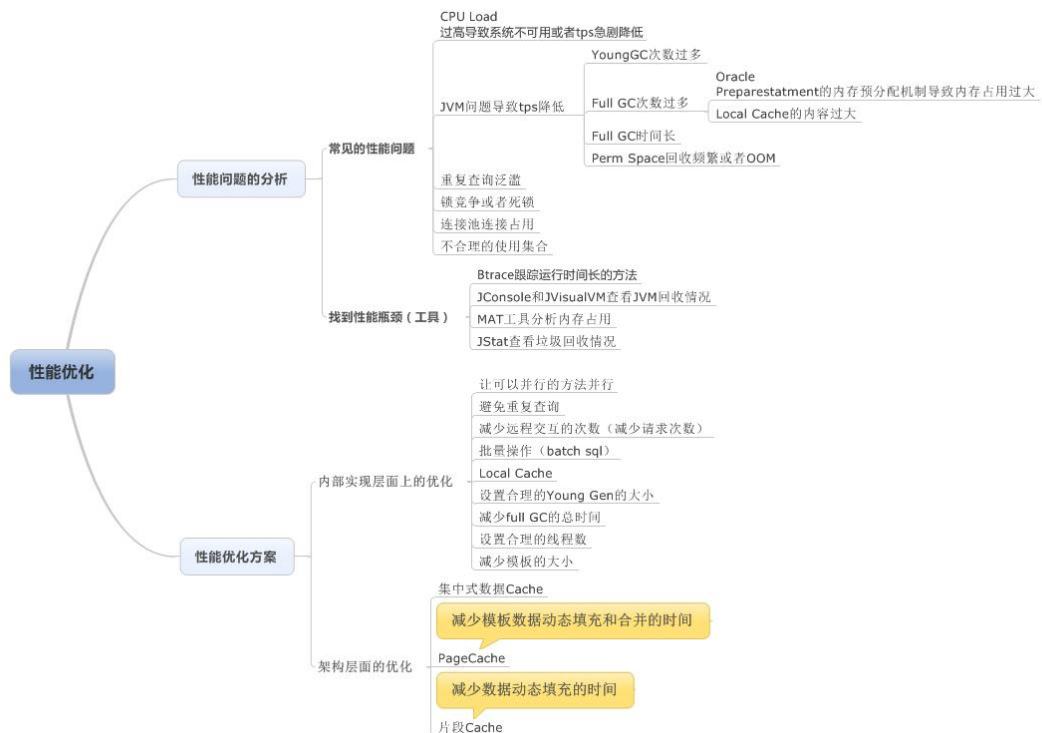 性能优化
性能问题的分析
常见的性能问题
CPU Load
过高导致系统不可用或者tps急剧降低
JVM问题导致tps降低
YoungGC次数过多
Full GC次数过多
Oracle
Preparestatment的内存预分配机制导致内存占用过大
Local Cache的内容过大
Full GC时间长
Perm Space回收频繁或者OOM
重复查询泛滥
锁竞争或者死锁
连接池连接占用
不合理的使用集合
找到性能瓶颈（工具）
Btrace跟踪运行时间长的方法
JConsole和JVisualVM查看JVM回收情况
MAT工具分析内存占用
JStat查看垃圾回收情况
性能优化方案
内部实现层面上的优化
让可以并行的方法并行
避免重复查询
减少远程交互的次数（减少请求次数）
批量操作（batch sql）
Local Cache
设置合理的Young Gen的大小
减少full GC的总时间
设置合理的线程数
减少模板的大小
架构层面的优化
集中式数据Cache
减少模板数据动态填充和合并的时间
PageCache
减少数据动态填充的时间
片段Cache